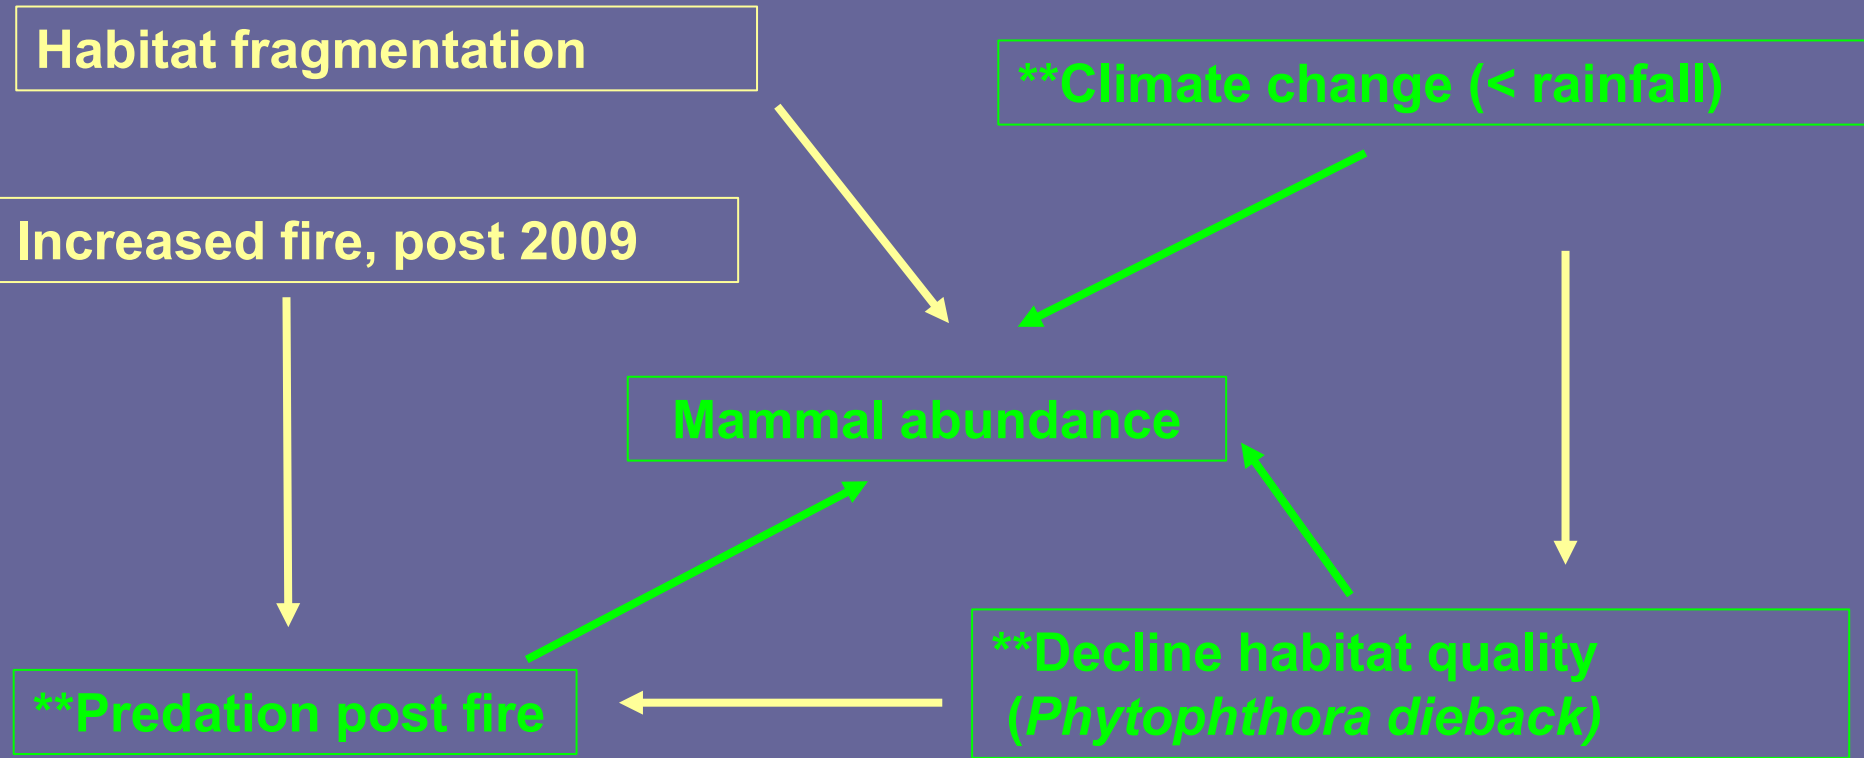 Habitat fragmentation
**Climate change (< rainfall)
Increased fire, post 2009
Mammal abundance
**Decline habitat quality
(Phytophthora dieback)
**Predation post fire